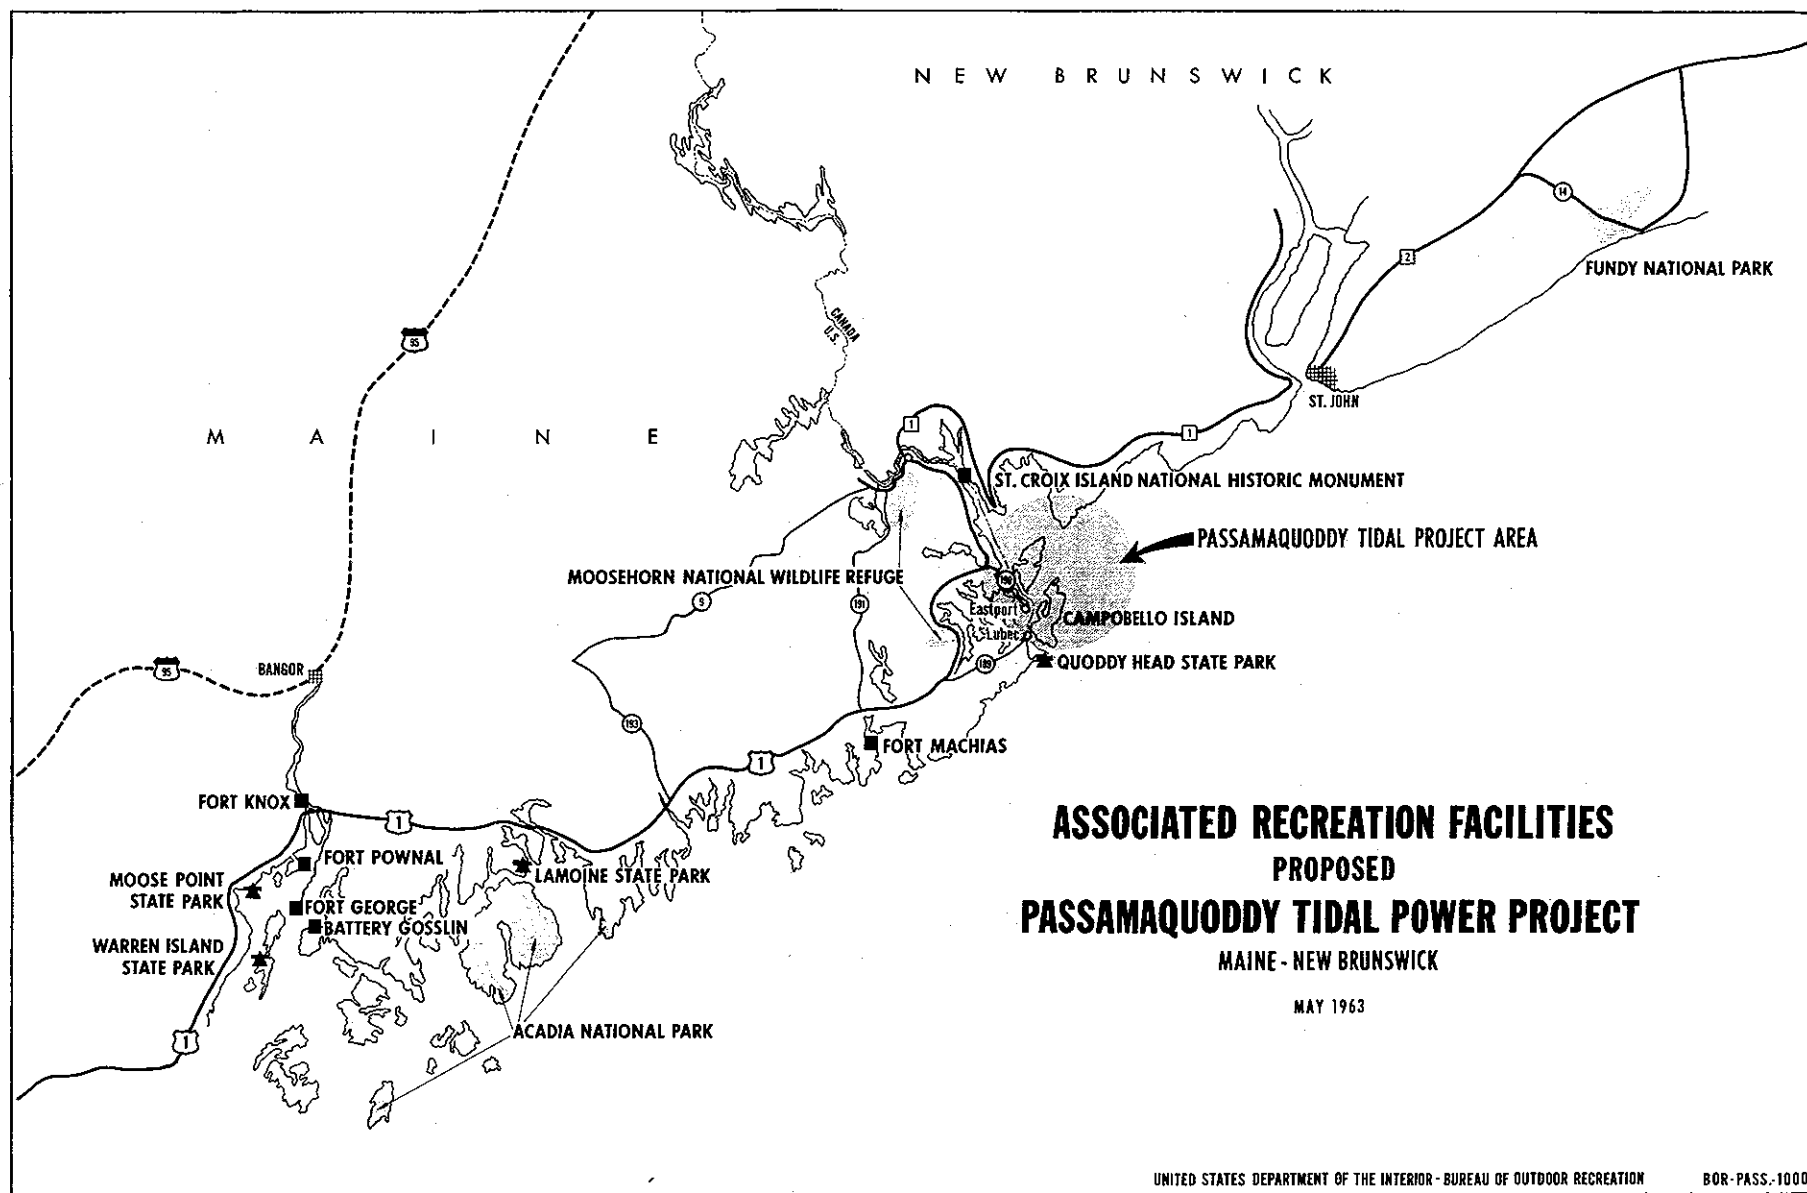 NEW BRUNSWICK
14
2
FUNDY NATIONAL PARK
95
CANADA
U.S.
ST. JOHN
1
1
MAINE
ST. CROIX ISLAND NATIONAL HISTORIC MONUMENT
PASSAMAQUODDY TIDAL PROJECT AREA
MOOSEHORN NATIONAL WILDLIFE REFUGE
190
9
191
Eastport
CAMPOBELLO ISLAND
Lubec
189
QUODDY HEAD STATE PARK
95
BANGOR
193
FORT MACHIAS
1
FORT KNOX
1
FORT POWNAL
MOOSE POINT
STATE PARK
LAMOINE STATE PARK
FORT GEORGE
BATTERY GOSSLIN
WARREN ISLAND
STATE PARK
1
ACADIA NATIONAL PARK
ASSOCIATED RECREATION FACILITIES
PROPOSED
PASSAMAQUODDY TIDAL POWER PROJECT
MAINE - NEW BRUNSWICK
MAY 1963
UNITED STATES DEPARTMENT OF THE INTERIOR - BUREAU OF OUTDOOR RECREATION
BOR-PASS.-1000